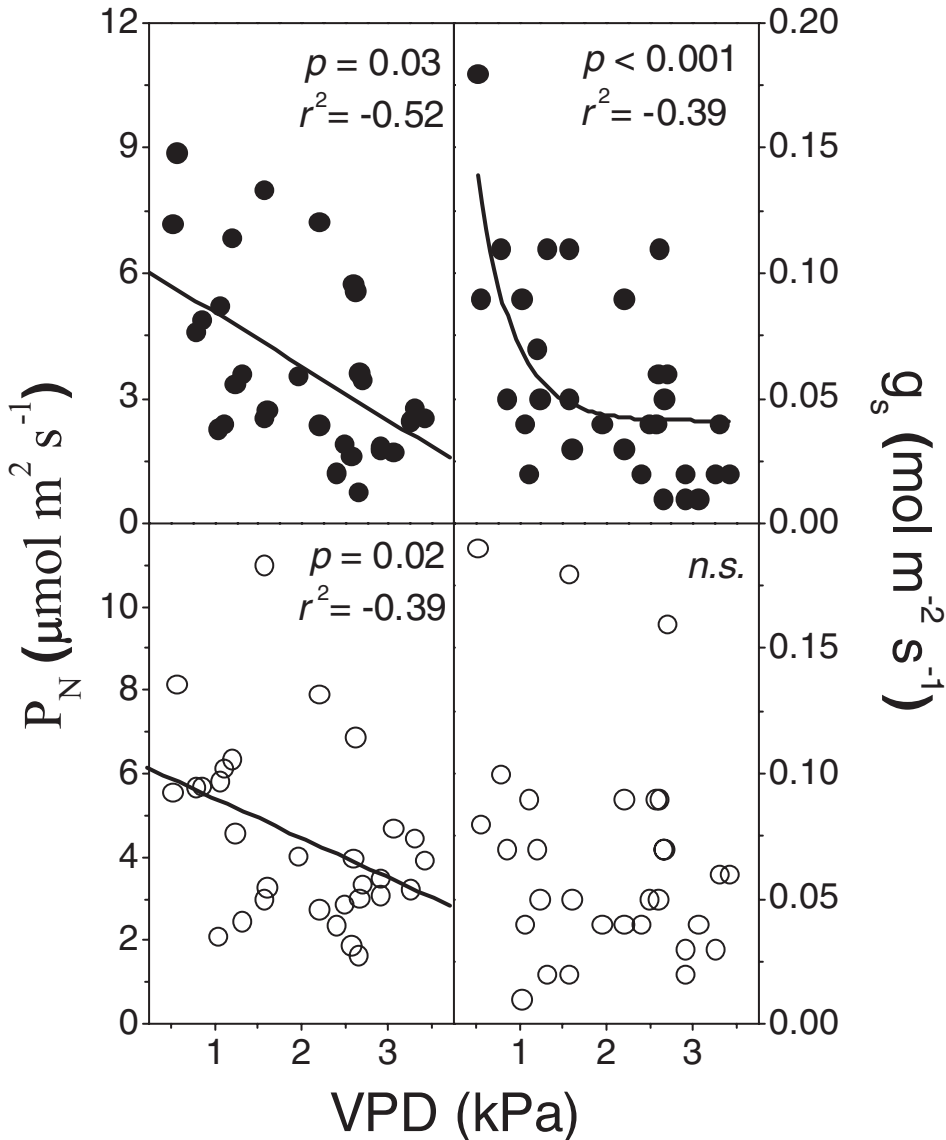 12
9
6
3
0
10
8
6
4
2
0
P_N (μmol m² s⁻¹)
p = 0.03
r² = -0.52
p < 0.001
r² = -0.39
0.20
0.15
0.10
0.05
0.00
0.15
0.10
0.05
0.00
g_s (mol m⁻² s⁻¹)
p = 0.02
r² = -0.39
n.s.
1 2 3 1 2 3
VPD (kPa)